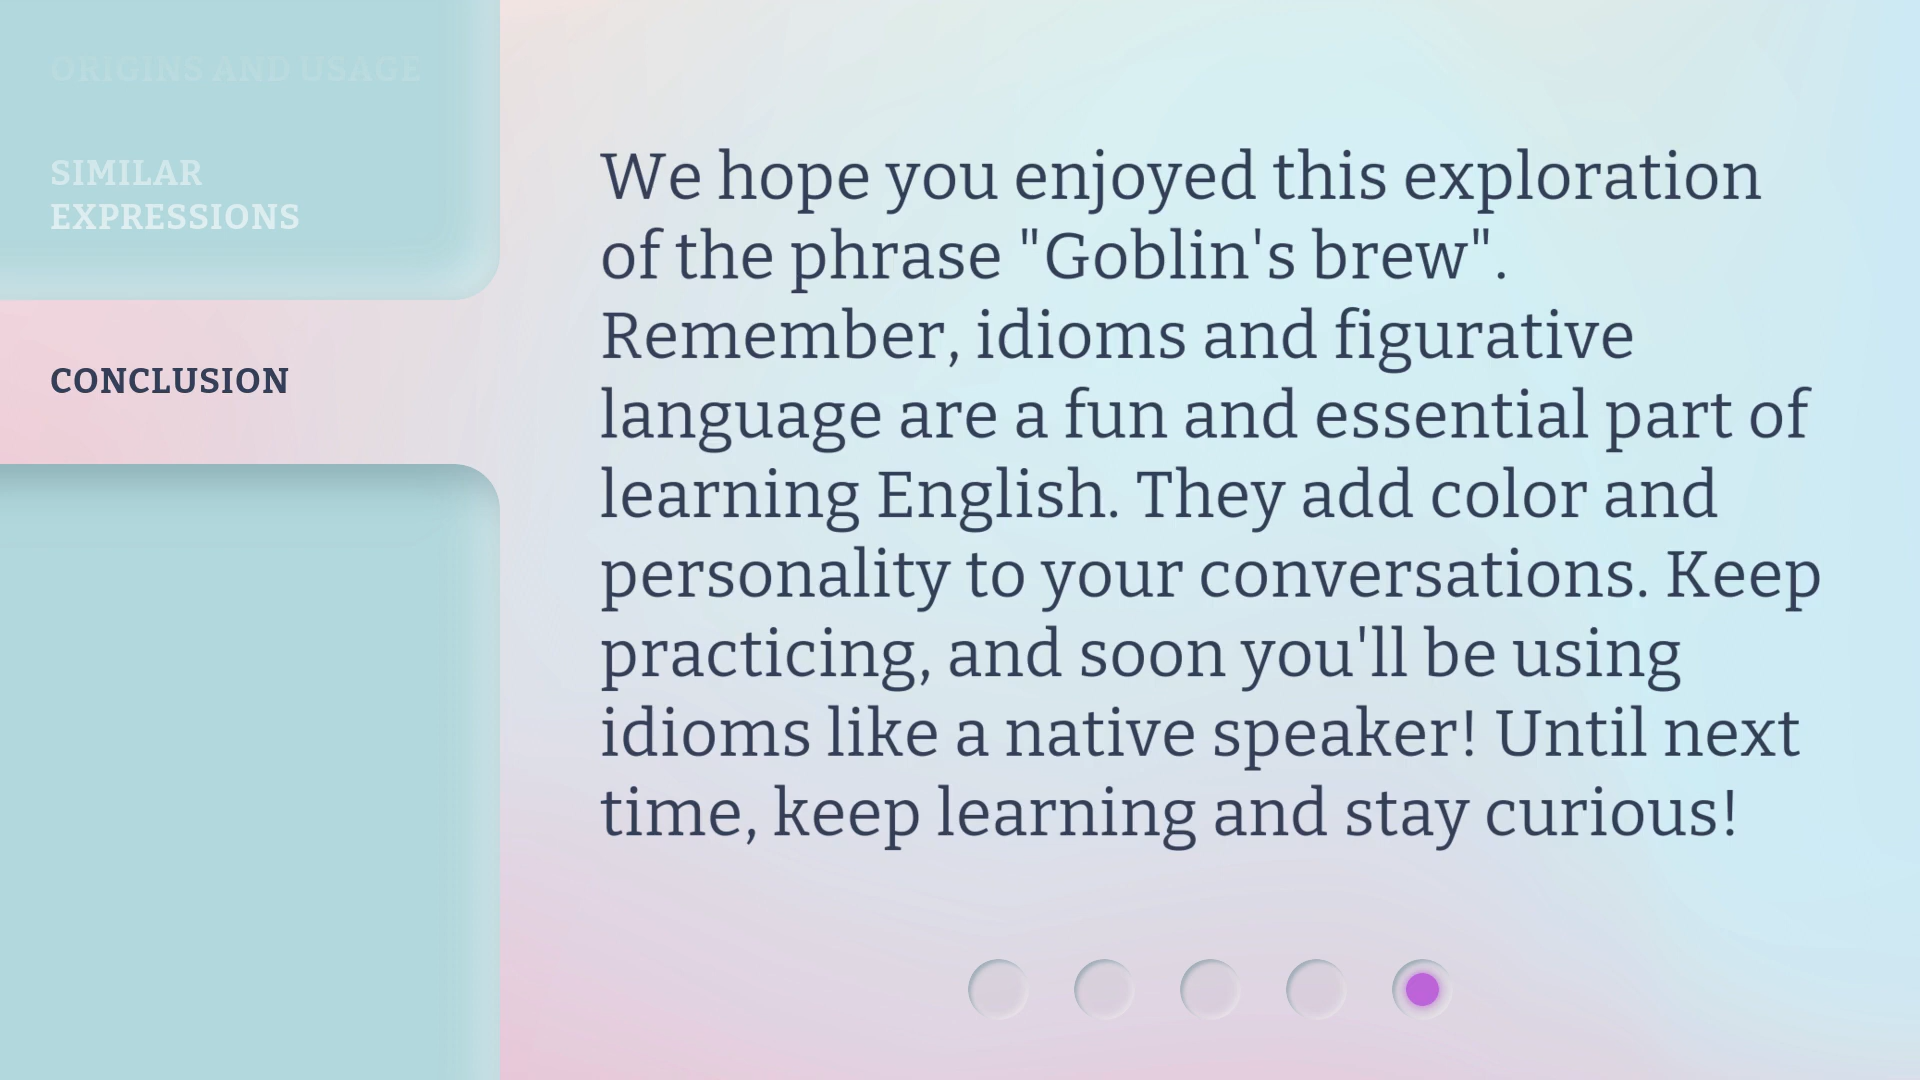 ORIGINS AND USAGE
SIMILAR
EXPRESSIONS
CONCLUSION
We hope you enjoyed this exploration
of the phrase "Goblin's brew".
Remember, idioms and figurative
language are a fun and essential part of
learning English. They add color and
personality to your conversations. Keep
practicing, and soon you'll be using
idioms like a native speaker! Until next
time, keep learning and stay curious!